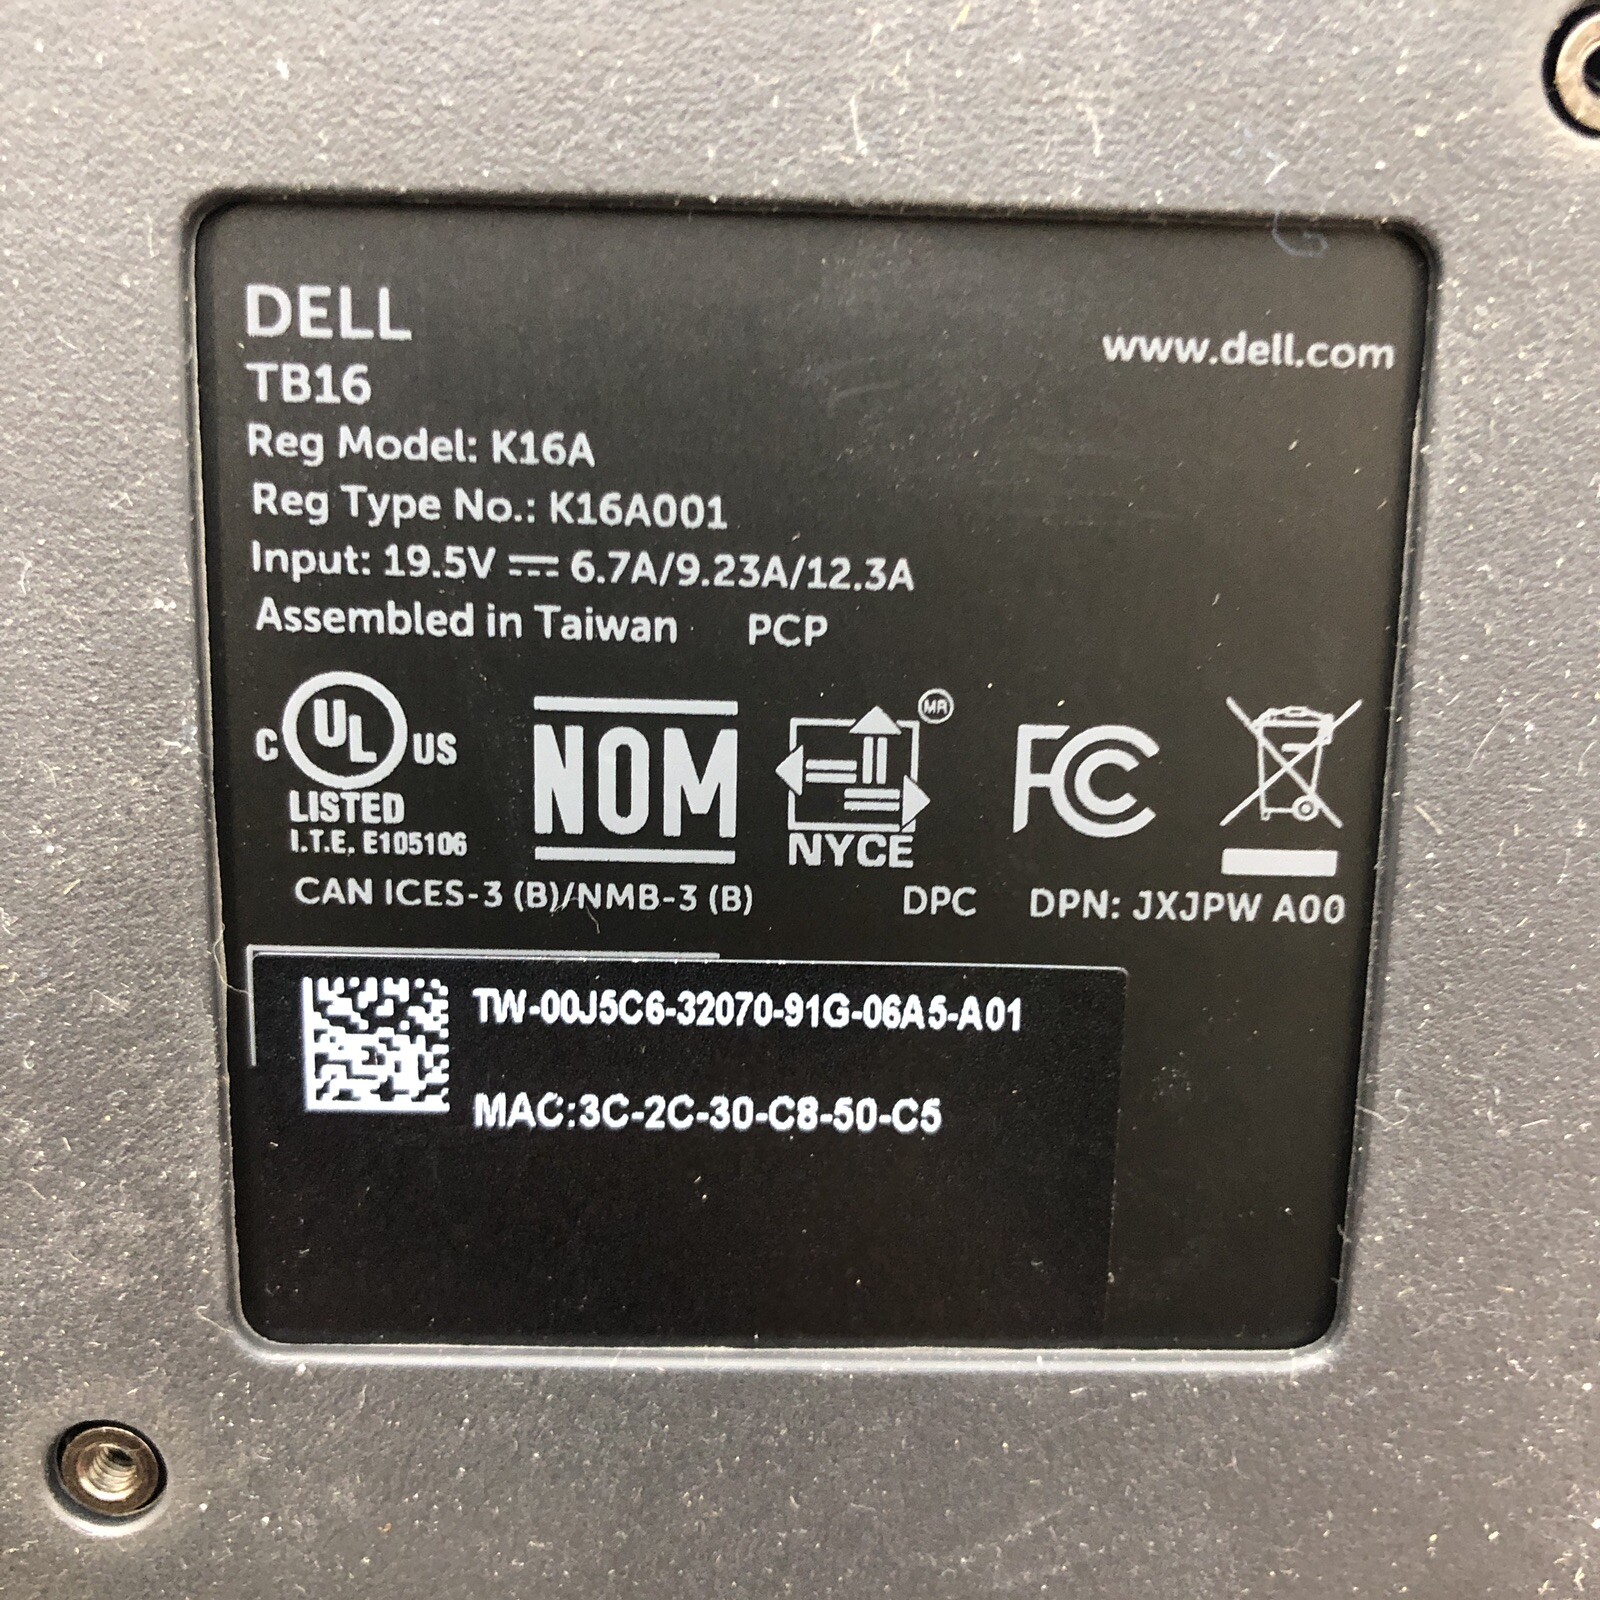 DELL
www.dell.com
TB16
Reg Model: K16A
Reg Type No.: K16A001
Input: 19.5V ⎓ 6.7A/9.23A/12.3A
Assembled in Taiwan PCP
C UL US
LISTED
I.T.E. E105106
NOM
MR
NYCE
FC
CAN ICES-3 (B)/NMB-3 (B) DPC DPN: JXJPW A00
TW-00J5C6-32070-91G-06A5-A01
MAC:3C-2C-30-C8-50-C5